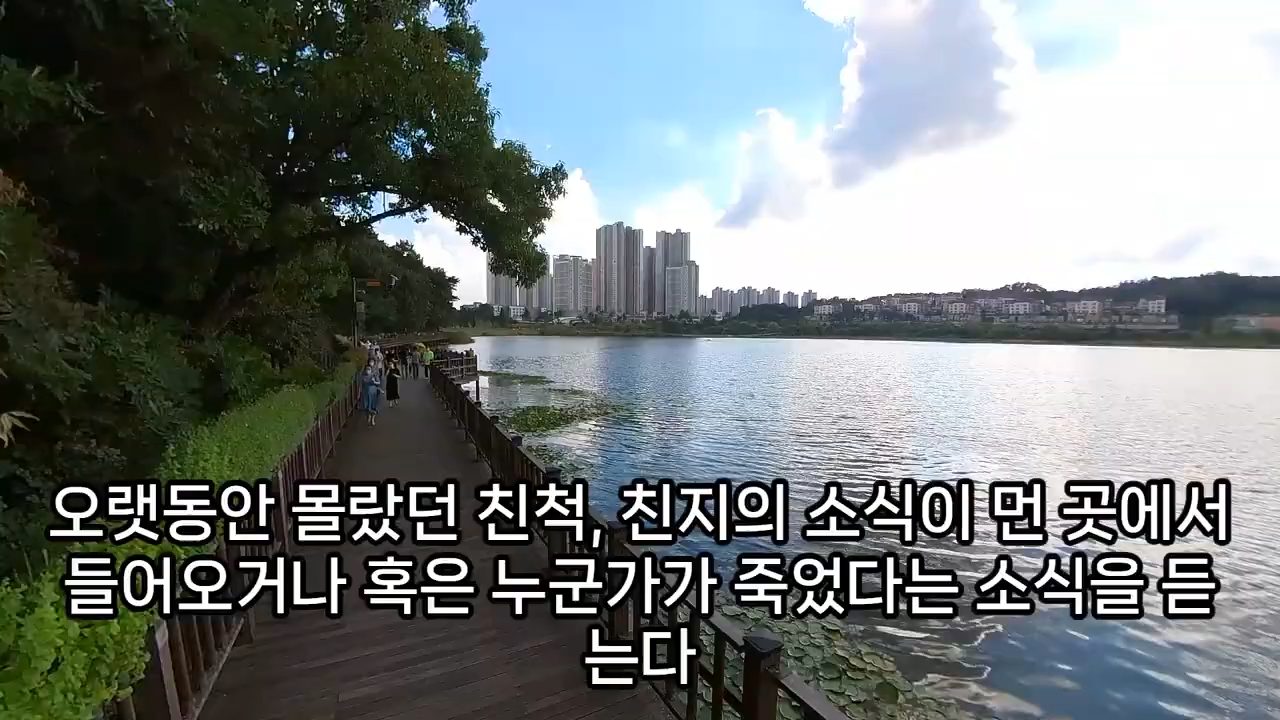 오랫동안 몰랐던 친척, 친지의 소식이 먼 곳에서
들어오거나 혹은 누군가가 죽었다는 소식을 듣
는다